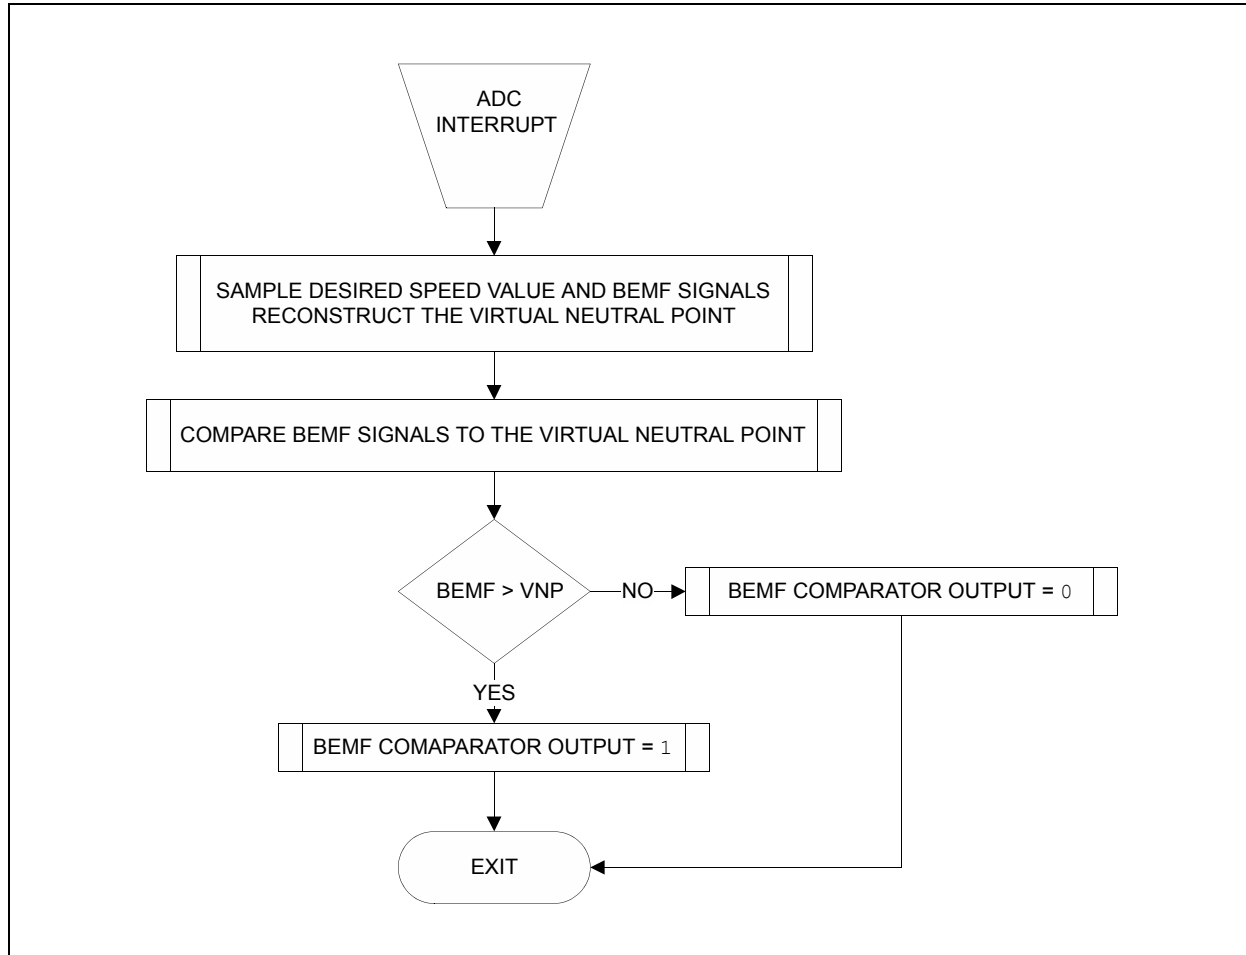 ADC
INTERRUPT
SAMPLE DESIRED SPEED VALUE AND BEMF SIGNALS
RECONSTRUCT THE VIRTUAL NEUTRAL POINT
COMPARE BEMF SIGNALS TO THE VIRTUAL NEUTRAL POINT
BEMF > VNP
NO
BEMF COMPARATOR OUTPUT = 0
YES
BEMF COMAPARATOR OUTPUT = 1
EXIT